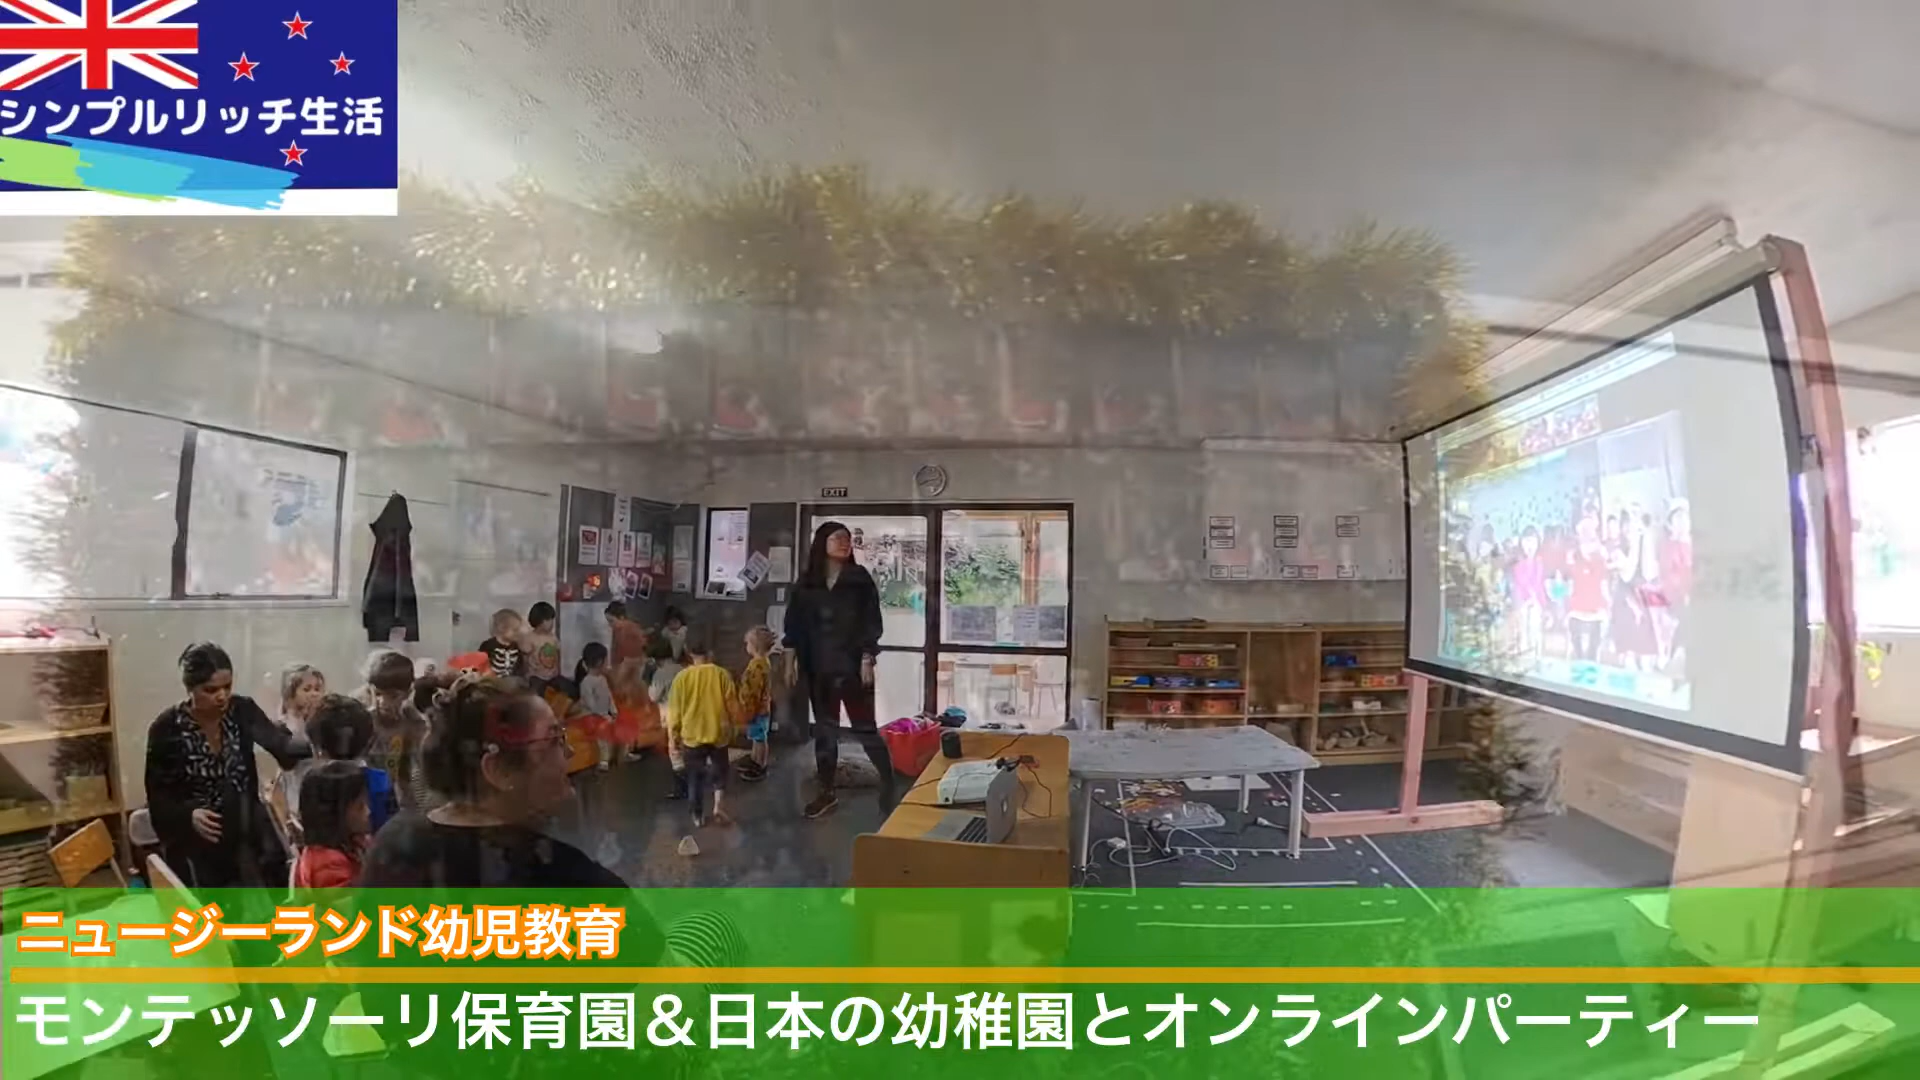 シンプルリッチ生活
EXIT
ニュージーランド幼児教育
モンテッソーリ保育園＆日本の幼稚園とオンラインパーティー